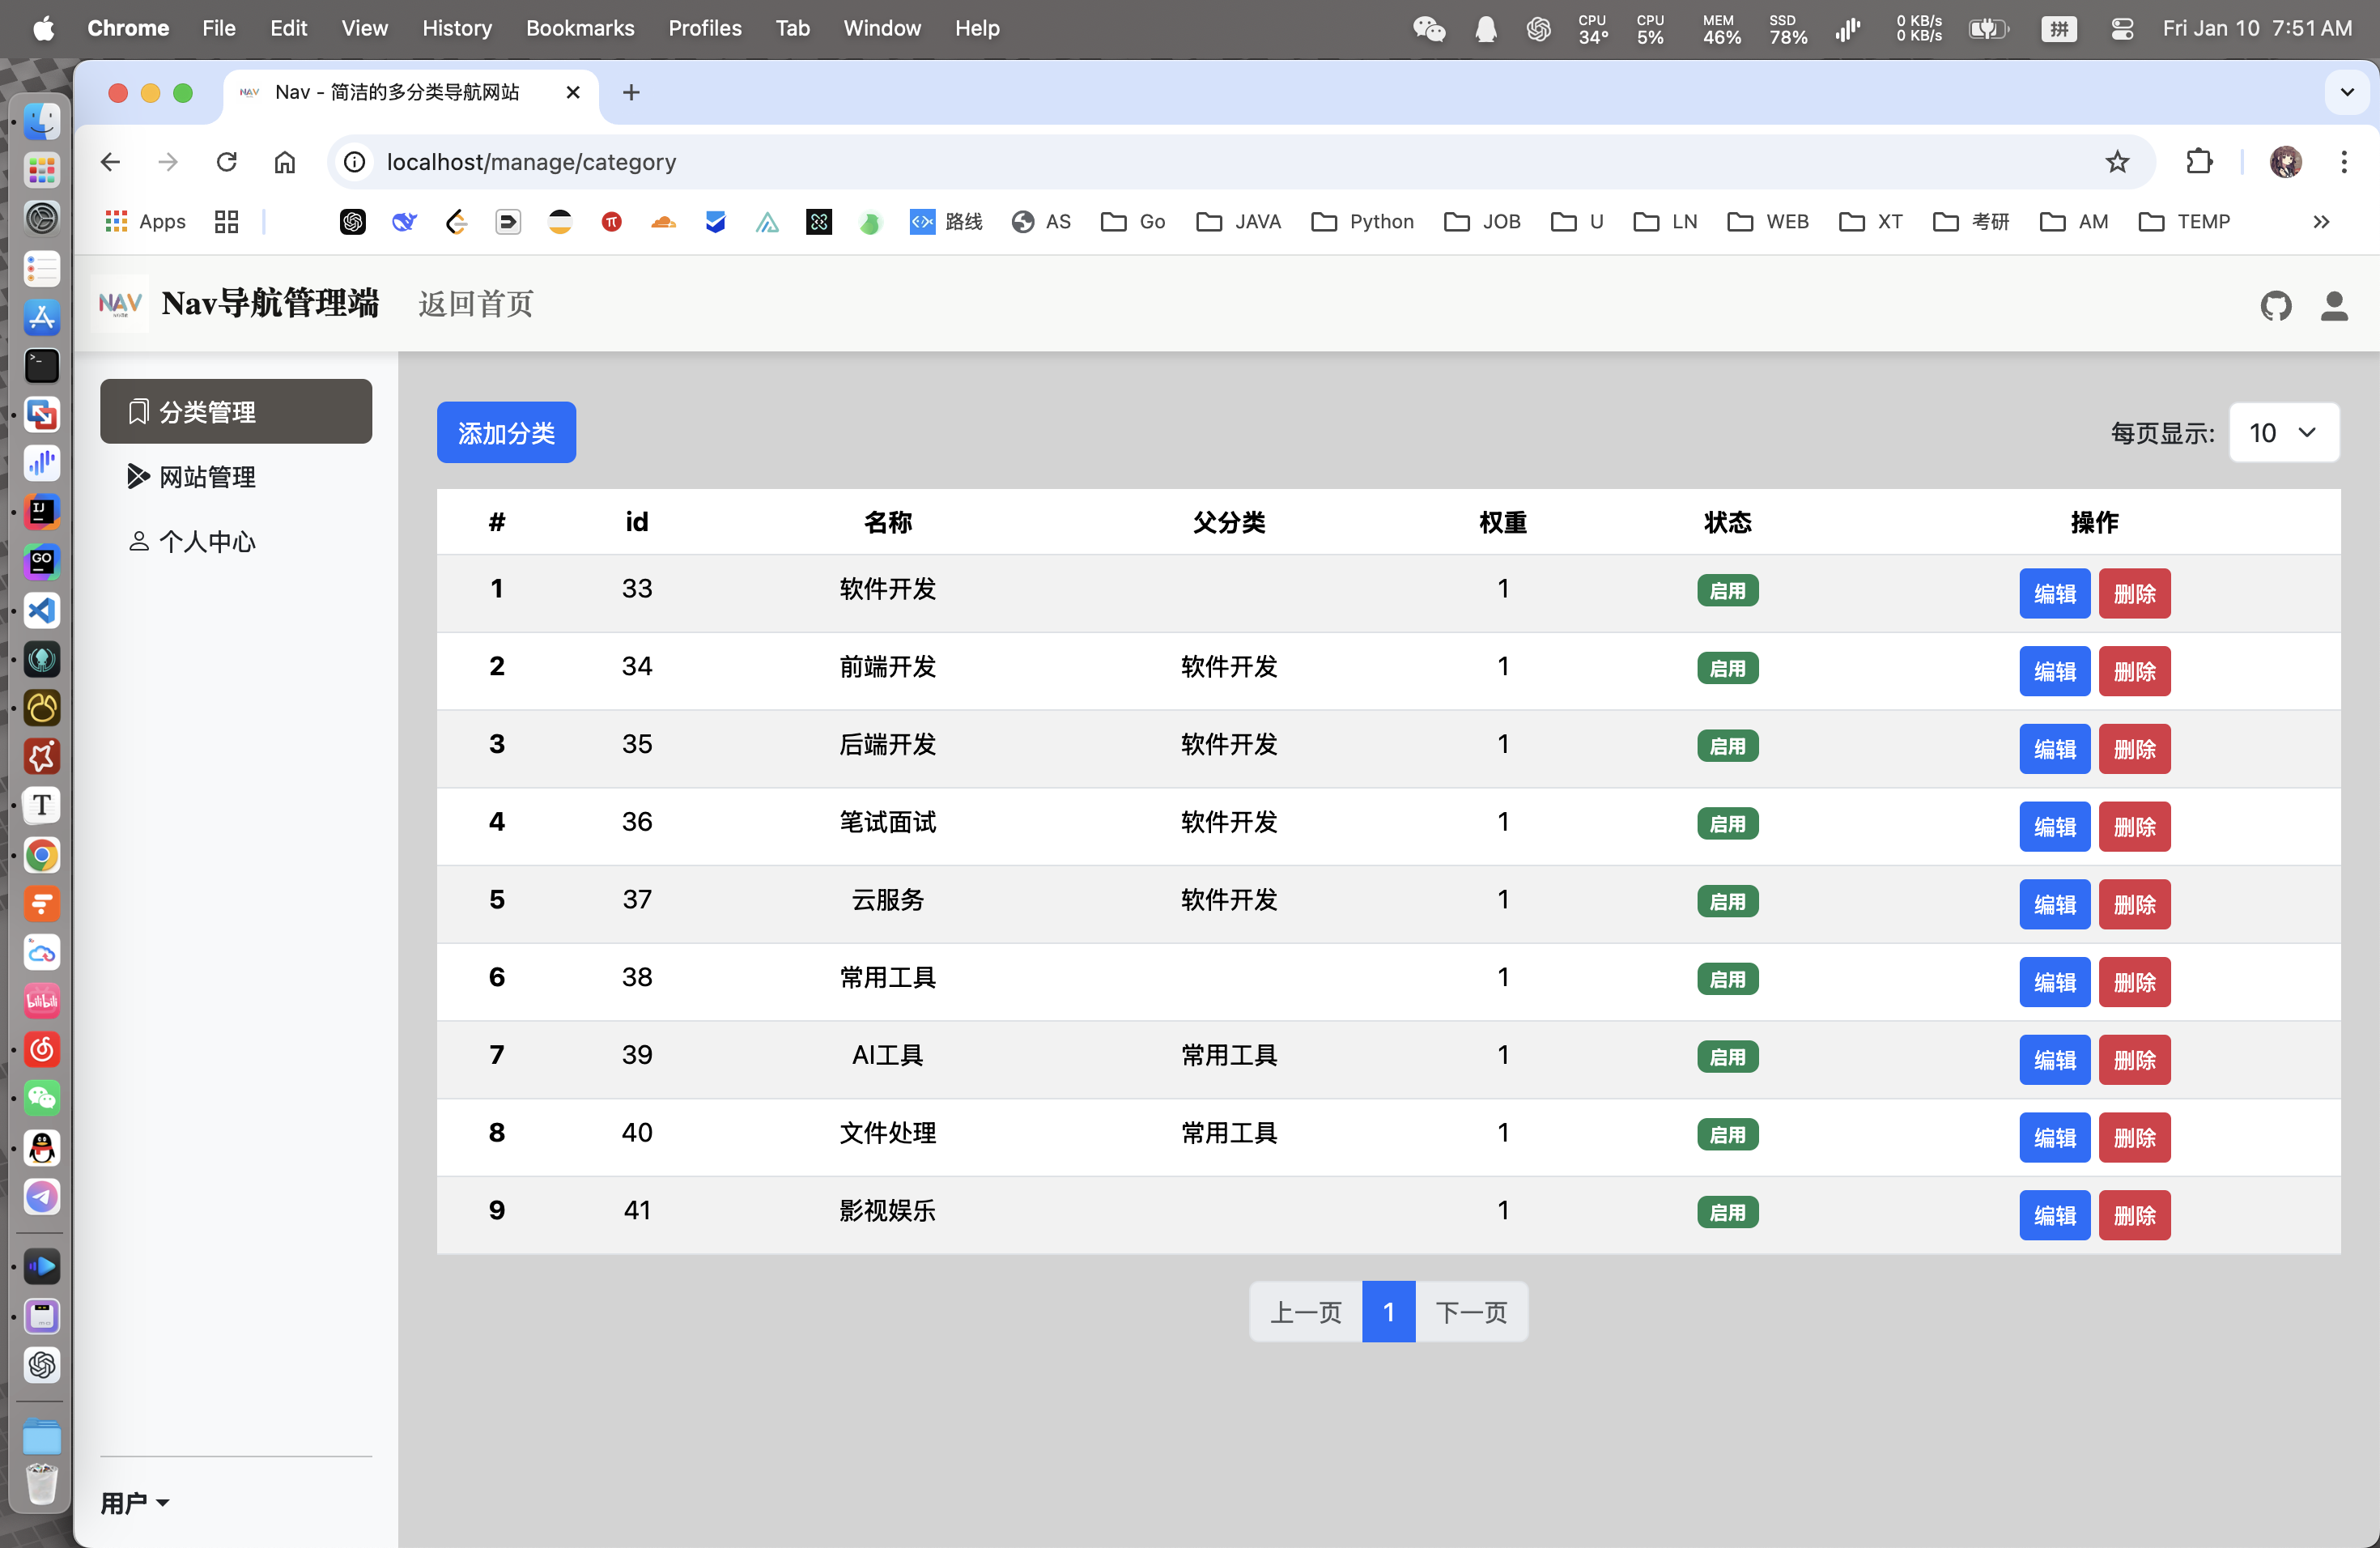 Chrome File Edit View History Bookmarks Profiles Tab Window Help CPU 34° CPU 5% MEM 46% SSD 78% 0 KB/s 0 KB/s 拼 Fri Jan 10 7:51 AM
NAV Nav - 简洁的多分类导航网站
localhost/manage/category
Apps 路线 AS Go JAVA Python JOB U LN WEB XT 考研 AM TEMP
NAV Nav导航管理端 返回首页
分类管理
网站管理
个人中心
添加分类 每页显示: 10
# id 名称 父分类 权重 状态 操作
1 33 软件开发 1 启用 编辑 删除
2 34 前端开发 软件开发 1 启用 编辑 删除
3 35 后端开发 软件开发 1 启用 编辑 删除
4 36 笔试面试 软件开发 1 启用 编辑 删除
5 37 云服务 软件开发 1 启用 编辑 删除
6 38 常用工具 1 启用 编辑 删除
7 39 AI工具 常用工具 1 启用 编辑 删除
8 40 文件处理 常用工具 1 启用 编辑 删除
9 41 影视娱乐 1 启用 编辑 删除
上一页 1 下一页
用户
IJ
GO
T
bilibili